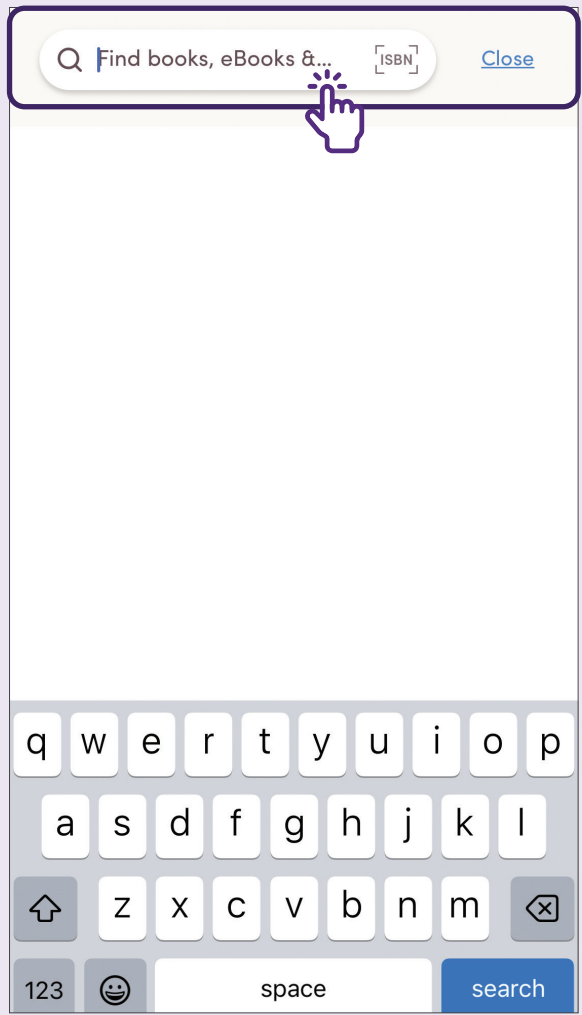 Find books, eBooks &... ISBN Close
q w e r t y u i o p
a s d f g h j k l
z x c v b n m
123 space search